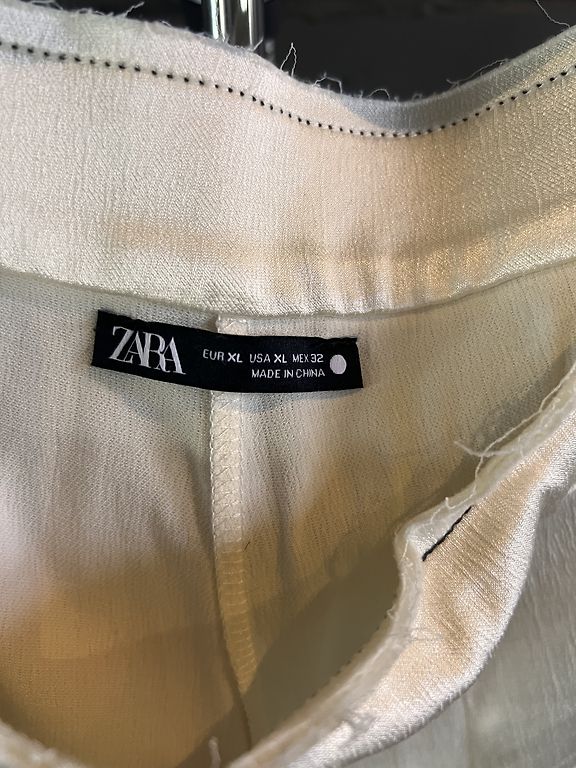 ZARA
EUR XL USA XL MEX 32
MADE IN CHINA